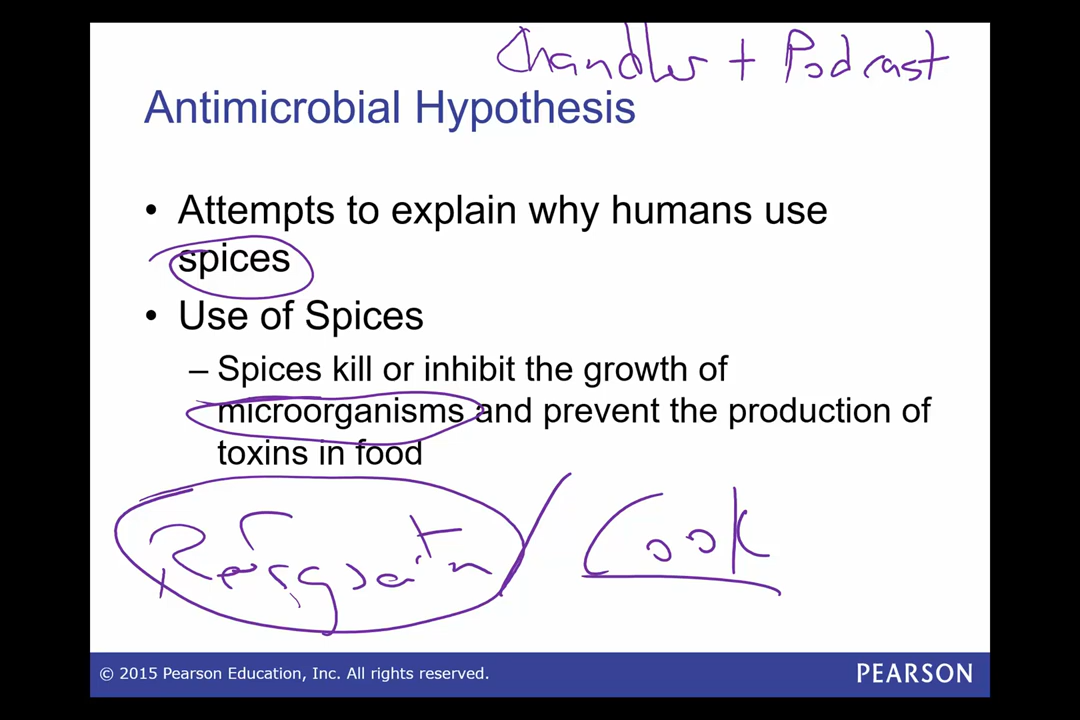 Chandler + Podcast
Antimicrobial Hypothesis
• Attempts to explain why humans use
spices
• Use of Spices
– Spices kill or inhibit the growth of
microorganisms and prevent the production of
toxins in food
Cook
© 2015 Pearson Education, Inc. All rights reserved.
PEARSON